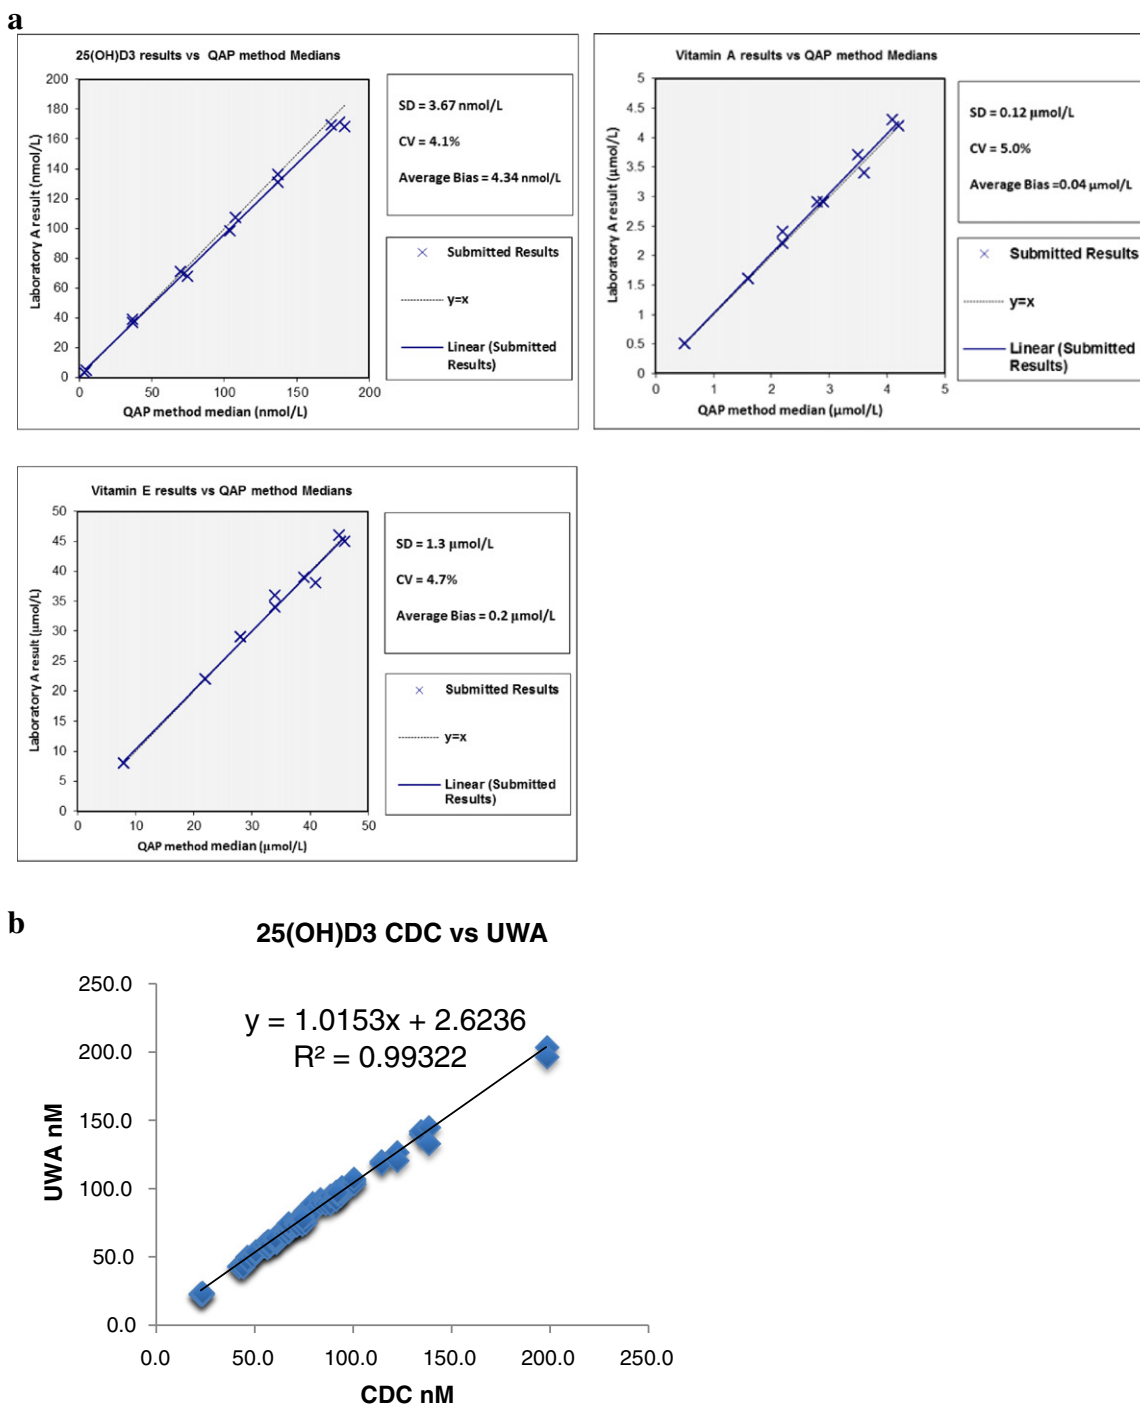 a
25(OH)D3 results vs QAP method Medians
Laboratory A result (nmol/L)
200
180
160
140
120
100
80
60
40
20
0
0 50 100 150 200
QAP method median (nmol/L)
SD = 3.67 nmol/L
CV = 4.1%
Average Bias = 4.34 nmol/L
Submitted Results
y=x
Linear (Submitted
Results)
Vitamin A results vs QAP method Medians
Laboratory A result (μmol/L)
5
4.5
4
3.5
3
2.5
2
1.5
1
0.5
0
0 1 2 3 4 5
QAP method median (μmol/L)
SD = 0.12 μmol/L
CV = 5.0%
Average Bias =0.04 μmol/L
Submitted Results
y=x
Linear (Submitted
Results)
Vitamin E results vs QAP method Medians
Laboratory A result (μmol/L)
50
45
40
35
30
25
20
15
10
5
0
0 10 20 30 40 50
QAP method median (μmol/L)
SD = 1.3 μmol/L
CV = 4.7%
Average Bias = 0.2 μmol/L
Submitted Results
y=x
Linear (Submitted
Results)
b
25(OH)D3 CDC vs UWA
UWA nM
250.0
200.0
150.0
100.0
50.0
0.0
y = 1.0153x + 2.6236
R² = 0.99322
0.0 50.0 100.0 150.0 200.0 250.0
CDC nM